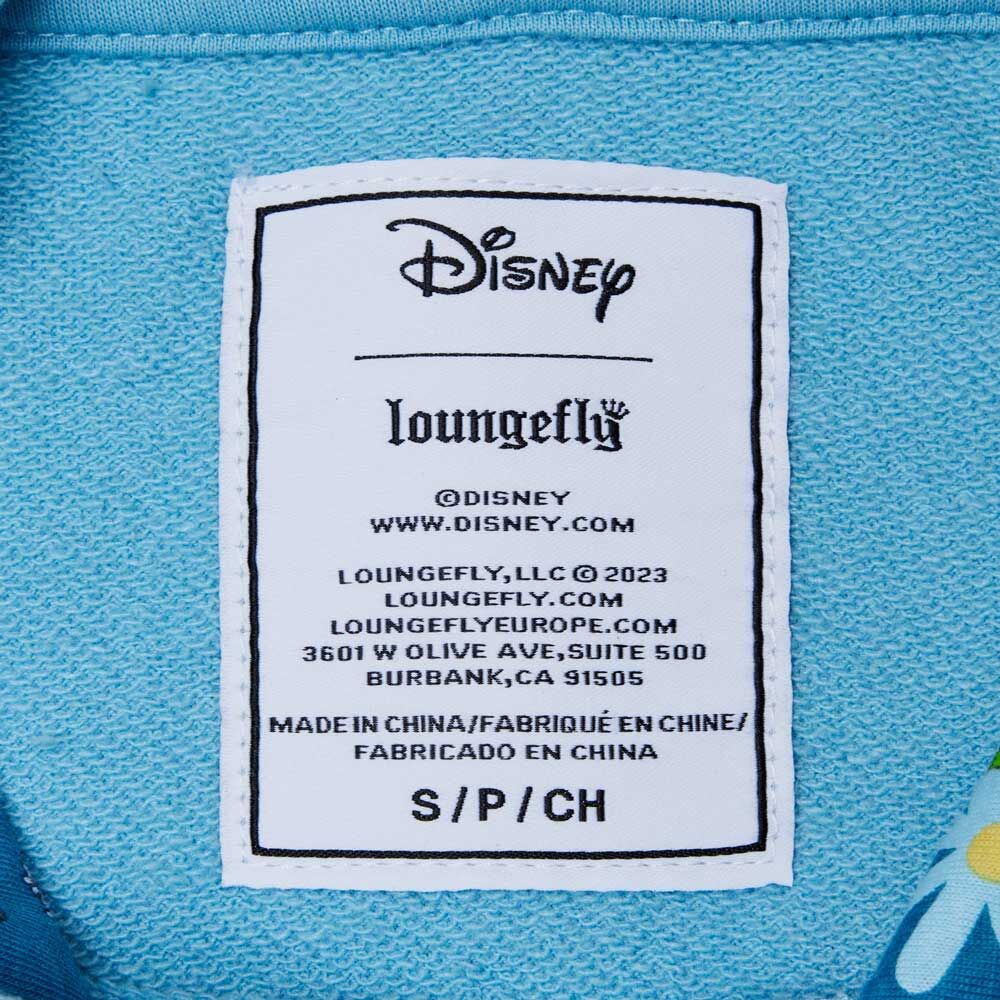 Disney
loungefly
©DISNEY
WWW.DISNEY.COM
LOUNGEFLY,LLC © 2023
LOUNGEFLY.COM
LOUNGEFLYEUROPE.COM
3601 W OLIVE AVE,SUITE 500
BURBANK,CA 91505
MADE IN CHINA/FABRIQUÉ EN CHINE/
FABRICADO EN CHINA
S / P / CH